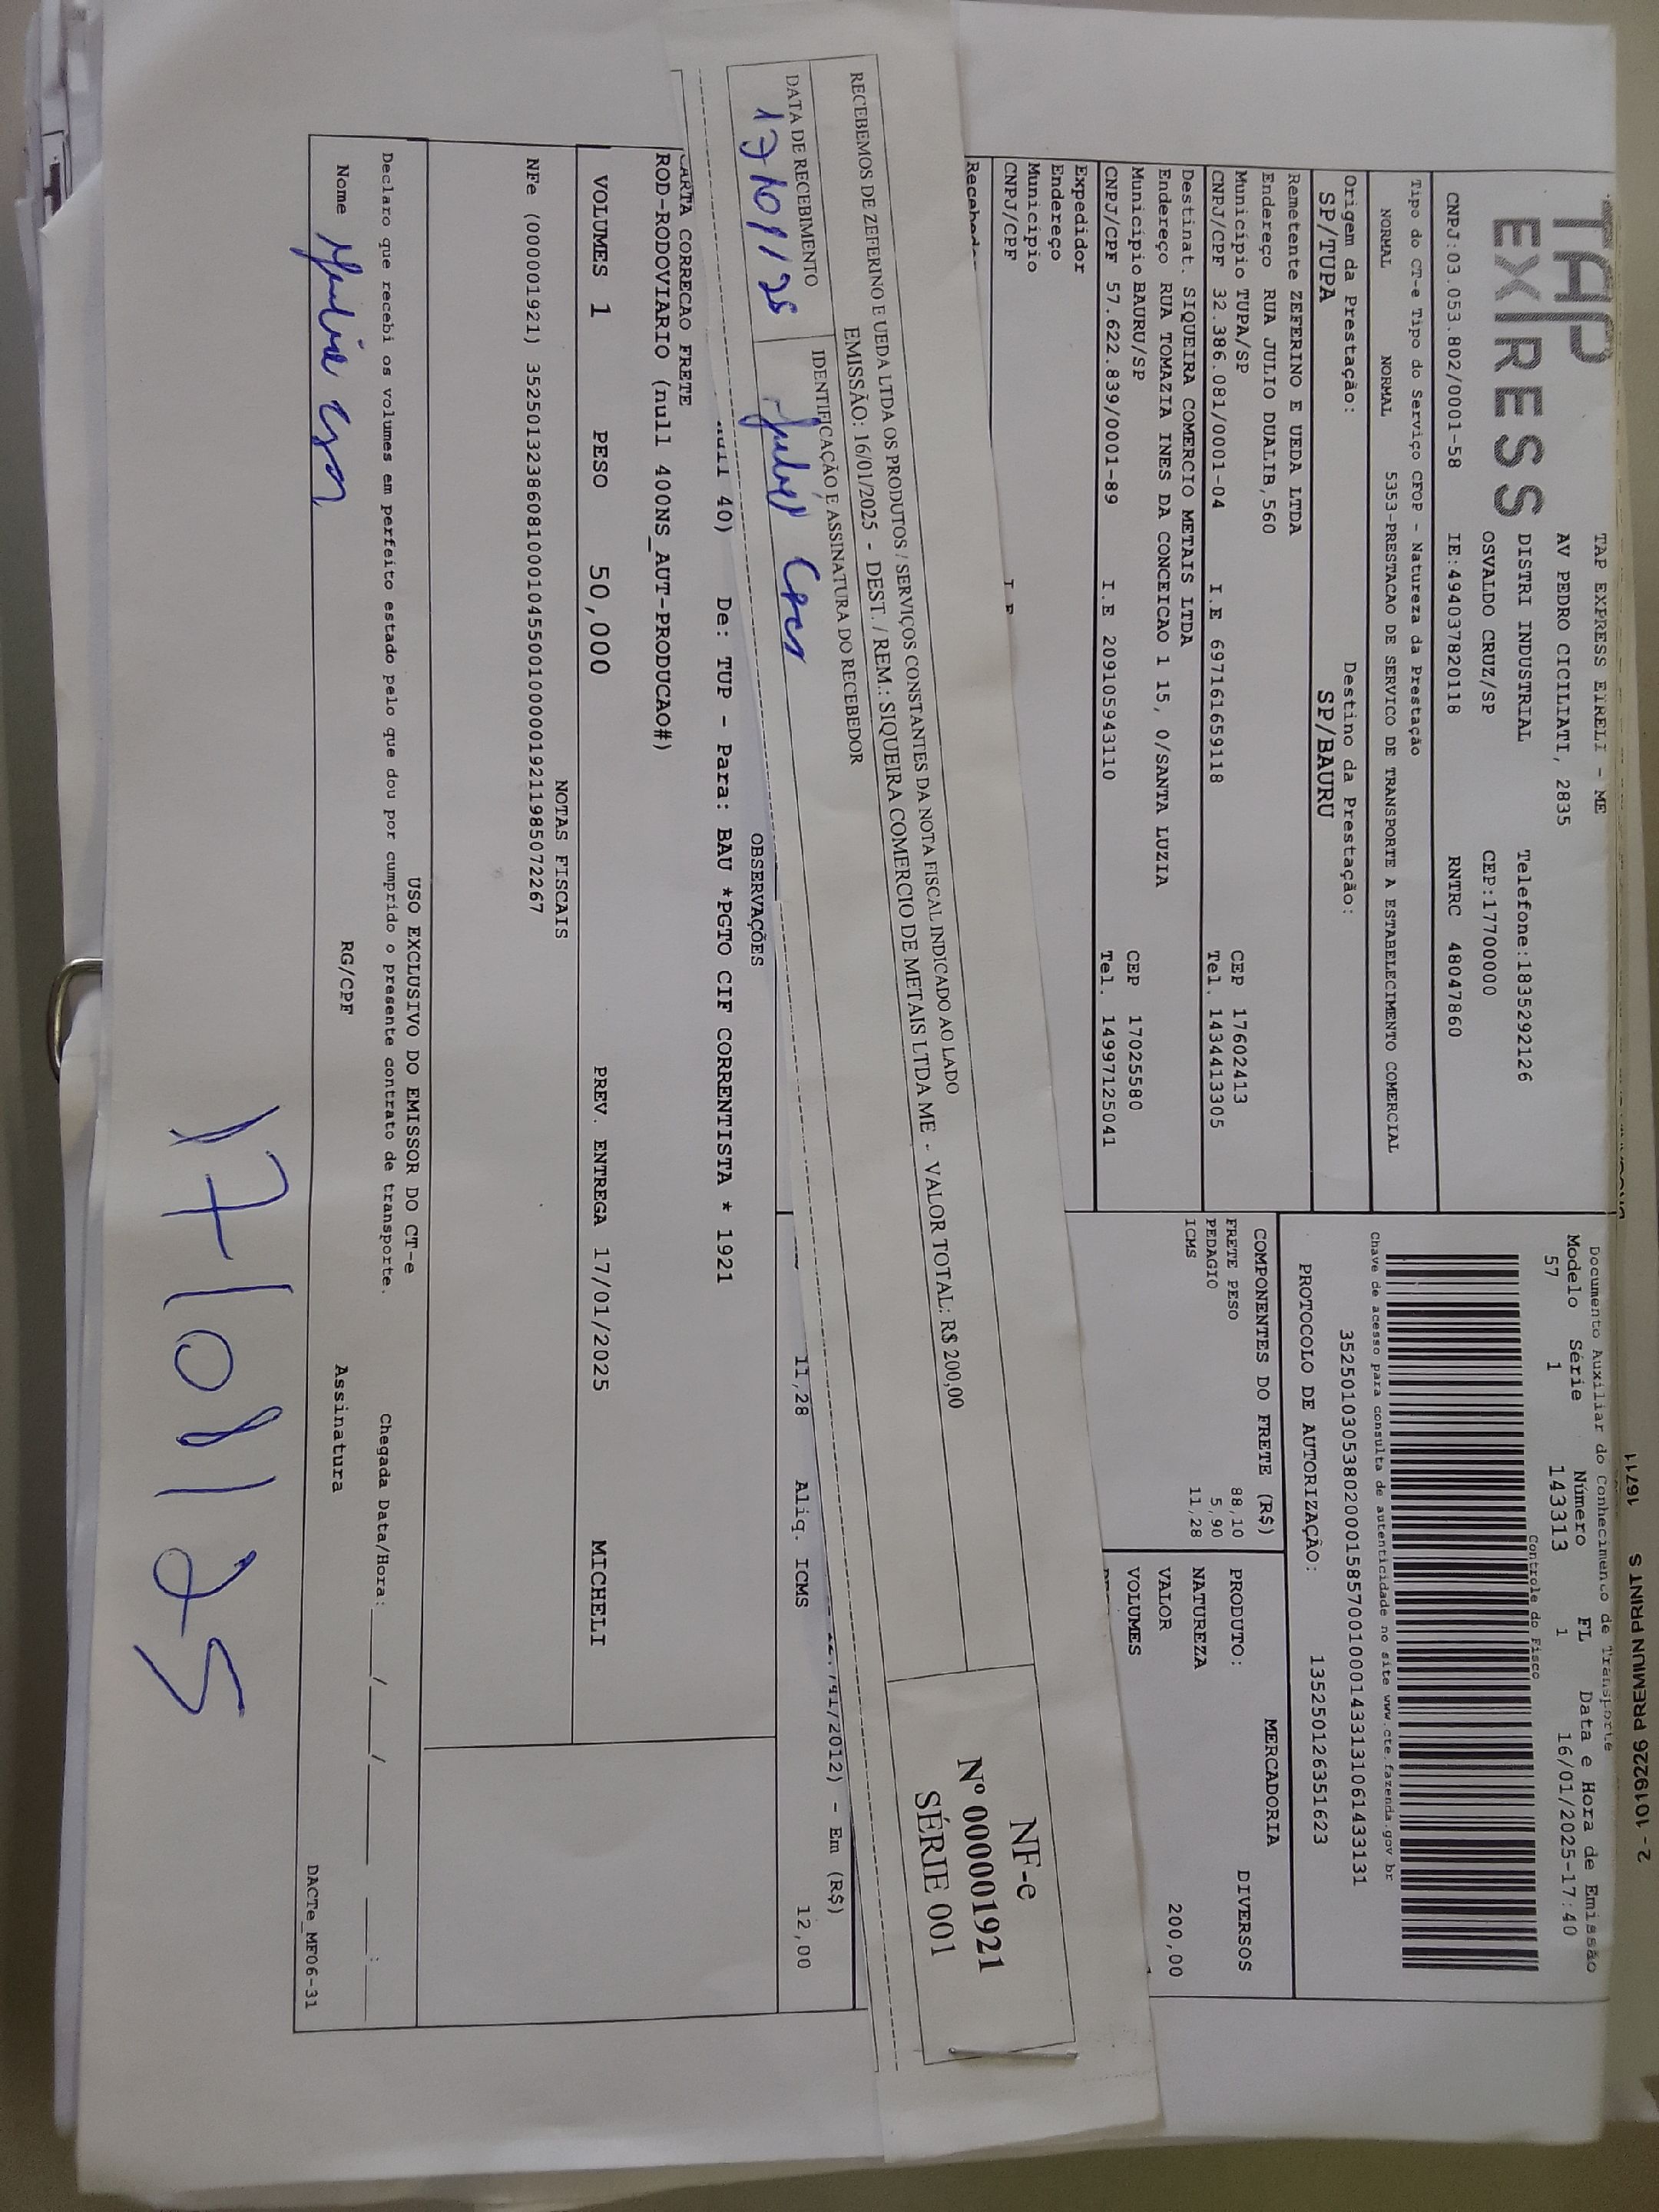 TAP
EXPRESS
TAP EXPRESS EIRELI - ME
AV PEDRO CICILIATI, 2835
DISTRI INDUSTRIAL Telefone:1835292126
OSVALDO CRUZ/SP CEP:17700000
CNPJ:03.053.802/0001-58 IE:494037820118 RNTRC 48047860
Tipo do CT-e Tipo do Serviço CFOP - Natureza da Prestação
NORMAL NORMAL 5353-PRESTACAO DE SERVICO DE TRANSPORTE A ESTABELECIMENTO COMERCIAL
Origem da Prestação: Destino da Prestação:
SP/TUPA SP/BAURU
Remetente ZEFERINO E UEDA LTDA
Endereço RUA JULIO DUALIB,560
Município TUPA/SP CEP 17602413
CNPJ/CPF 32.386.081/0001-04 I.E 697161659118 Tel. 1434413305
Destinat. SIQUEIRA COMERCIO METAIS LTDA
Endereço RUA TOMAZIA INES DA CONCEICAO 1 15, 0/SANTA LUZIA
Município BAURU/SP CEP 17025580
CNPJ/CPF 57.622.839/0001-89 I.E 209105943110 Tel. 14997125041
Expedidor
Endereço
Município
CNPJ/CPF
Recebedor
16711 2 - 1019226 PREMIUN PRINT S
Documento Auxiliar do Conhecimento de Transporte
Modelo Série Número FL Data e Hora de Emissão
57 1 143313 1 16/01/2025-17:40
Controle do Fisco
Chave de acesso para consulta de autenticidade no site www.cte.fazenda.gov.br
35250103053802000158570010001433131061433131
PROTOCOLO DE AUTORIZAÇÃO: 135250126351623
COMPONENTES DO FRETE (R$)
FRETE PESO 88,10
PEDAGIO 5,90
ICMS 11,28
MERCADORIA
PRODUTO: DIVERSOS
NATUREZA
VALOR 200,00
VOLUMES
RECEBEMOS DE ZEFERINO E UEDA LTDA OS PRODUTOS / SERVIÇOS CONSTANTES DA NOTA FISCAL INDICADO AO LADO
EMISSÃO: 16/01/2025 - DEST. / REM.: SIQUEIRA COMERCIO DE METAIS LTDA ME - VALOR TOTAL: R$ 200,00
DATA DE RECEBIMENTO IDENTIFICAÇÃO E ASSINATURA DO RECEBEDOR
17/01/25
NF-e
Nº 000001921
SÉRIE 001
/2012) - Em (R$)
11,28 Aliq. ICMS 12,00
OBSERVAÇÕES
40) De: TUP - Para: BAU *PGTO CIF CORRENTISTA * 1921
CARTA CORRECAO FRETE
ROD-RODOVIARIO (null 400NS_AUT-PRODUCAO#)
VOLUMES 1 PESO 50,000 PREV. ENTREGA 17/01/2025 MICHELI
NOTAS FISCAIS
NFe (000001921) 35250132386081000104550010000019211985072267
USO EXCLUSIVO DO EMISSOR DO CT-e
Declaro que recebi os volumes em perfeito estado pelo que dou por cumprido o presente contrato de transporte. Chegada Data/Hora:____/____/______ ____:____
Nome RG/CPF Assinatura
DACTe_MF06-31
17/01/25